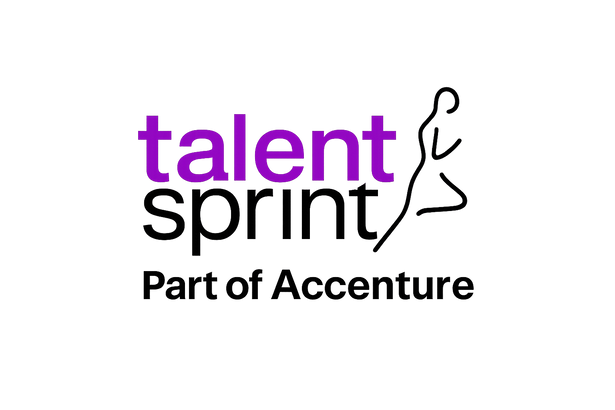 talent
sprint
Part of Accenture